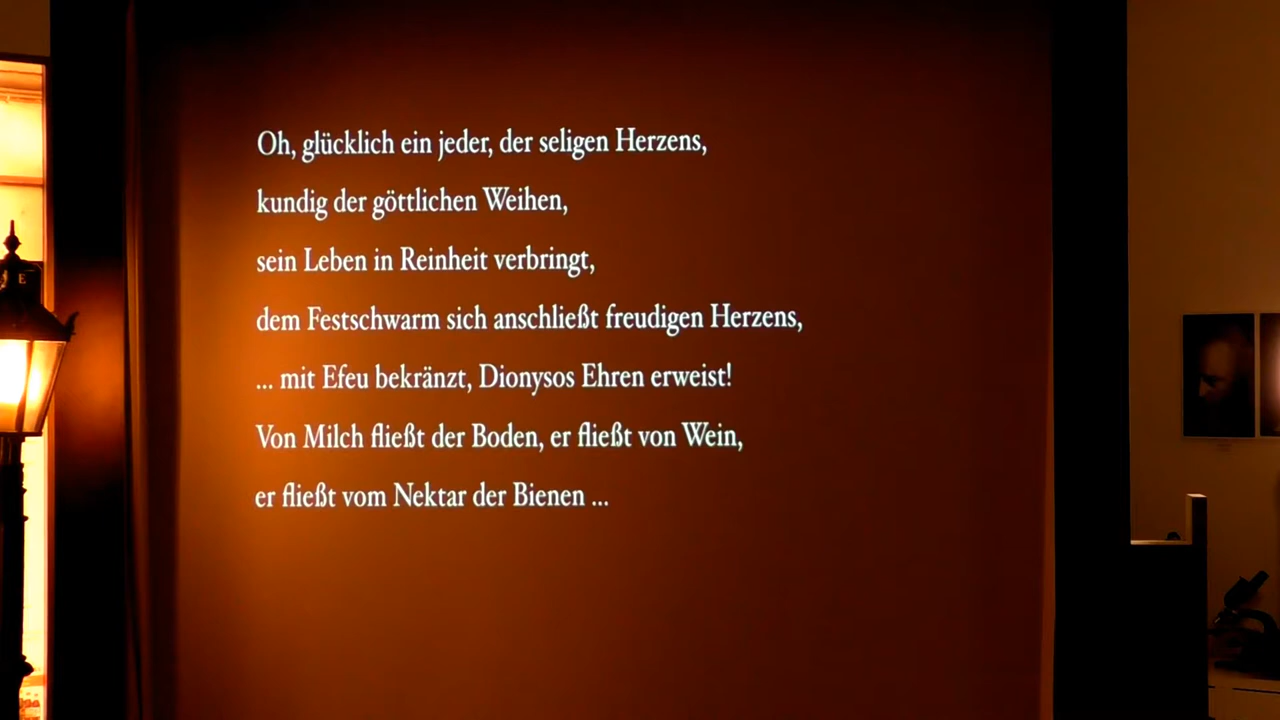 Oh, glücklich ein jeder, der seligen Herzens,
kundig der göttlichen Weihen,
sein Leben in Reinheit verbringt,
dem Festschwarm sich anschließt freudigen Herzens,
... mit Efeu bekränzt, Dionysos Ehren erweist!
Von Milch fließt der Boden, er fließt von Wein,
er fließt vom Nektar der Bienen ...